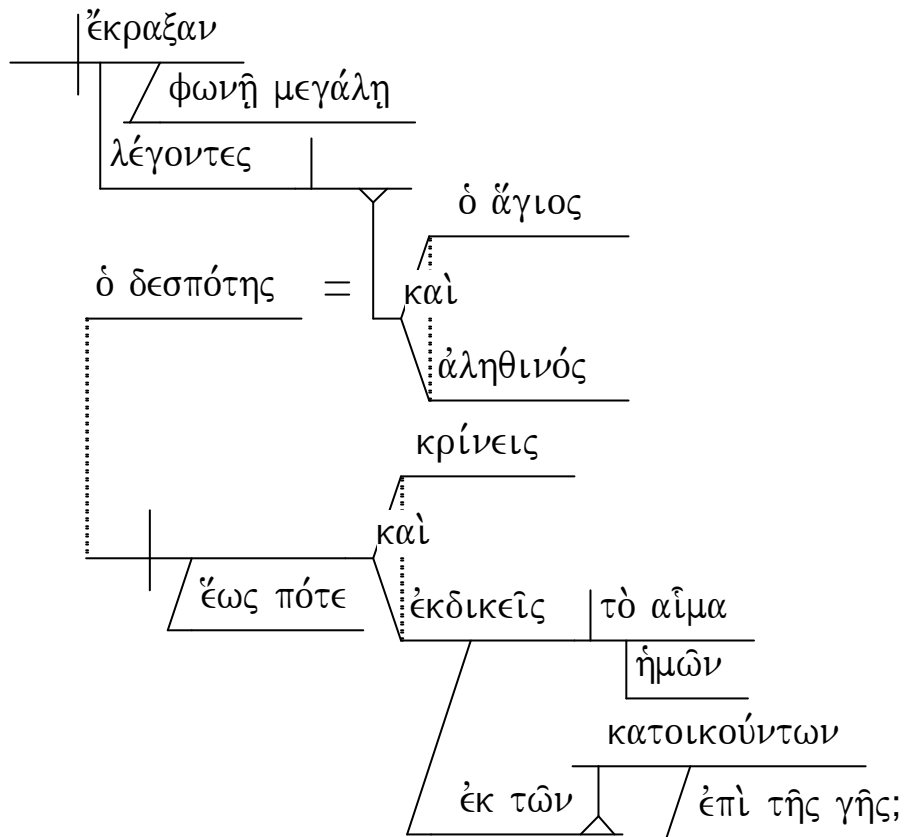 ἔκραξαν
φωνῇ μεγάλῃ
λέγοντες
ὁ ἅγιος
ὁ δεσπότης = καὶ
ἀληθινός
κρίνεις
καὶ
ἕως πότε ἐκδικεῖς τὸ αἷμα
ἡμῶν
κατοικούντων
ἐκ τῶν ἐπὶ τῆς γῆς;